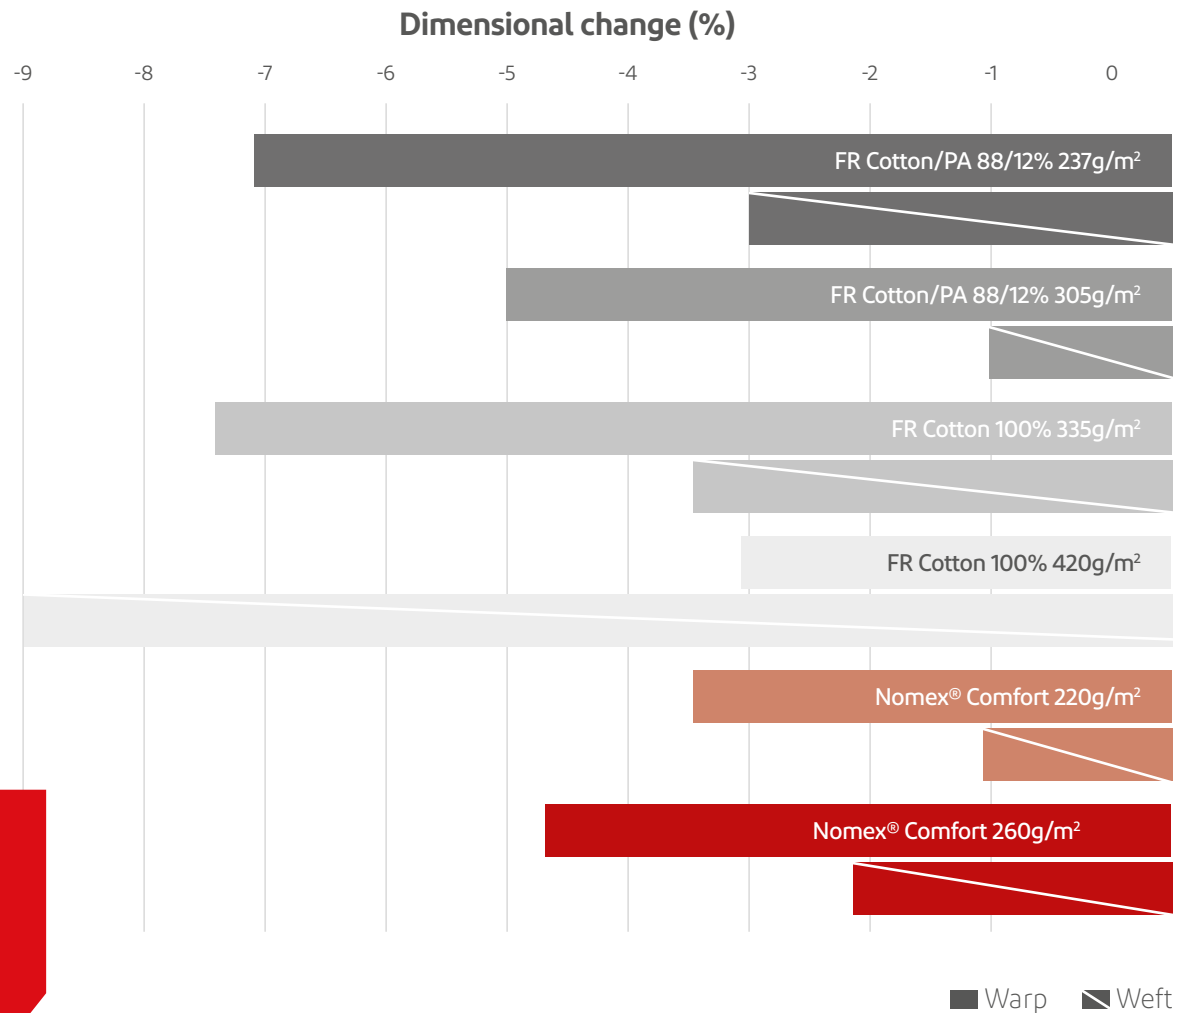 Dimensional change (%)
-9 -8 -7 -6 -5 -4 -3 -2 -1 0
FR Cotton/PA 88/12% 237g/m²
FR Cotton/PA 88/12% 305g/m²
FR Cotton 100% 335g/m²
FR Cotton 100% 420g/m²
Nomex® Comfort 220g/m²
Nomex® Comfort 260g/m²
Warp Weft